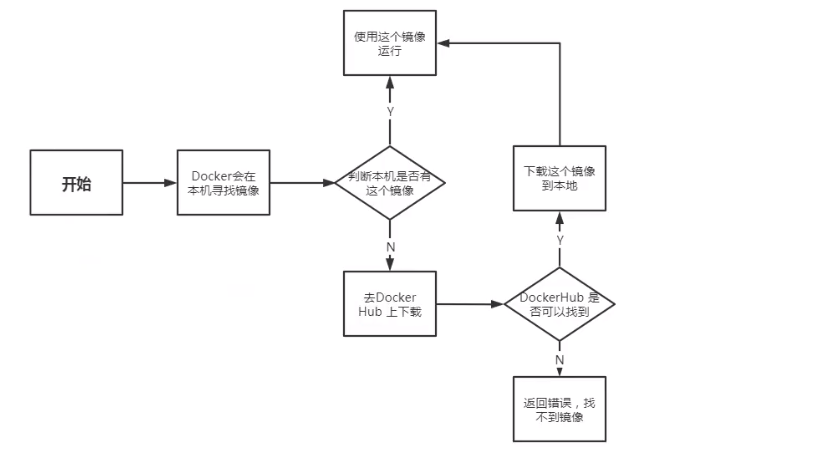 使用这个镜像
运行
Y
开始
Docker会在
本机寻找镜像
判断本机是否有
这个镜像
下载这个镜像
到本地
N
Y
去Docker
Hub 上下载
DockerHub 是
否可以找到
N
返回错误，找
不到镜像